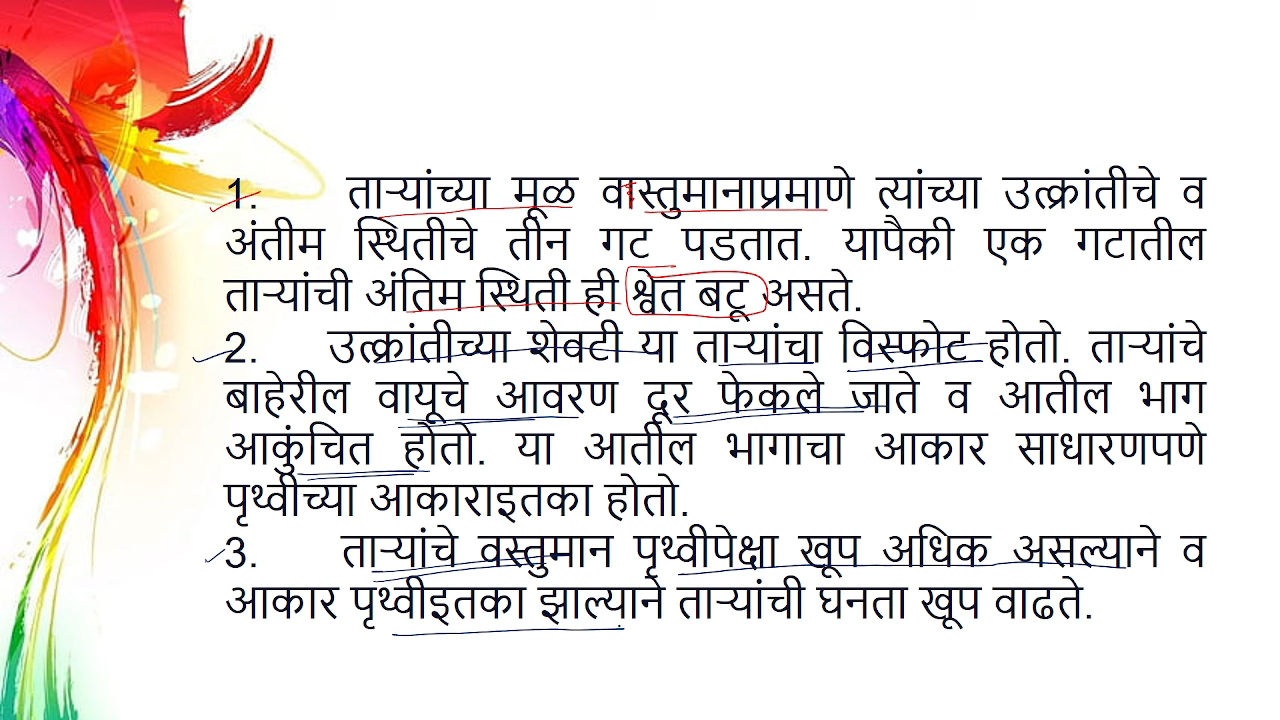 1. ताऱ्यांच्या मूळ वास्तुमानाप्रमाणे त्यांच्या उत्क्रांतीचे व
अंतीम स्थितीचे तीन गट पडतात. यापैकी एक गटातील
ताऱ्यांची अंतिम स्थिती ही श्वेत बटू असते.
2. उत्क्रांतीच्या शेवटी या ताऱ्यांचा विस्फोट होतो. ताऱ्यांचे
बाहेरील वायूचे आवरण दूर फेकले जाते व आतील भाग
आकुंचित होतो. या आतील भागाचा आकार साधारणपणे
पृथ्वीच्या आकाराइतका होतो.
3. ताऱ्यांचे वस्तुमान पृथ्वीपेक्षा खूप अधिक असल्याने व
आकार पृथ्वीइतका झाल्याने ताऱ्यांची घनता खूप वाढते.